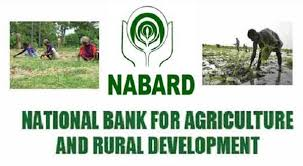 NABARD
NATIONAL BANK FOR AGRICULTURE
AND RURAL DEVELOPMENT